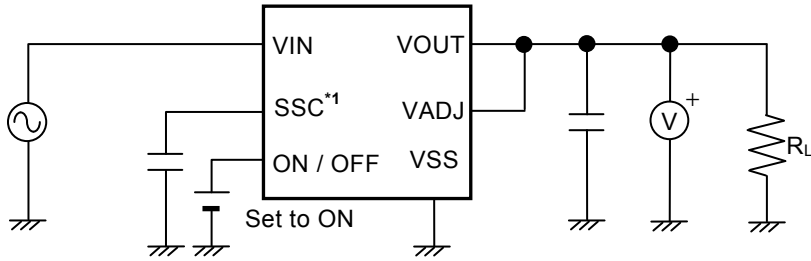 VIN
VOUT
SSC*1
VADJ
V
+
ON / OFF
VSS
RL
Set to ON